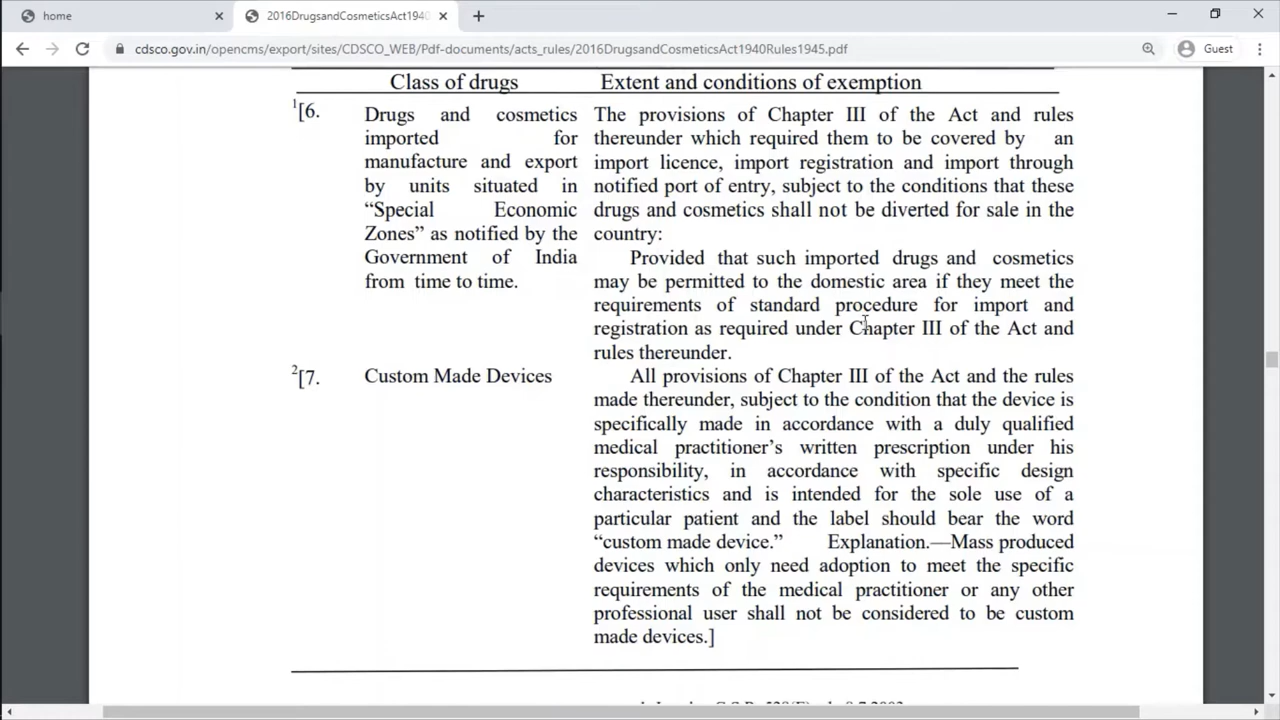 home
2016DrugsandCosmeticsAct1940
cdsco.gov.in/opencms/export/sites/CDSCO_WEB/Pdf-documents/acts_rules/2016DrugsandCosmeticsAct1940Rules1945.pdf
Guest
Class of drugs Extent and conditions of exemption
1[6. Drugs and cosmetics The provisions of Chapter III of the Act and rules
imported for thereunder which required them to be covered by an
manufacture and export import licence, import registration and import through
by units situated in notified port of entry, subject to the conditions that these
“Special Economic drugs and cosmetics shall not be diverted for sale in the
Zones” as notified by the country:
Government of India Provided that such imported drugs and cosmetics
from time to time. may be permitted to the domestic area if they meet the
requirements of standard procedure for import and
registration as required under Chapter III of the Act and
rules thereunder.
2[7. Custom Made Devices All provisions of Chapter III of the Act and the rules
made thereunder, subject to the condition that the device is
specifically made in accordance with a duly qualified
medical practitioner’s written prescription under his
responsibility, in accordance with specific design
characteristics and is intended for the sole use of a
particular patient and the label should bear the word
“custom made device.” Explanation.—Mass produced
devices which only need adoption to meet the specific
requirements of the medical practitioner or any other
professional user shall not be considered to be custom
made devices.]